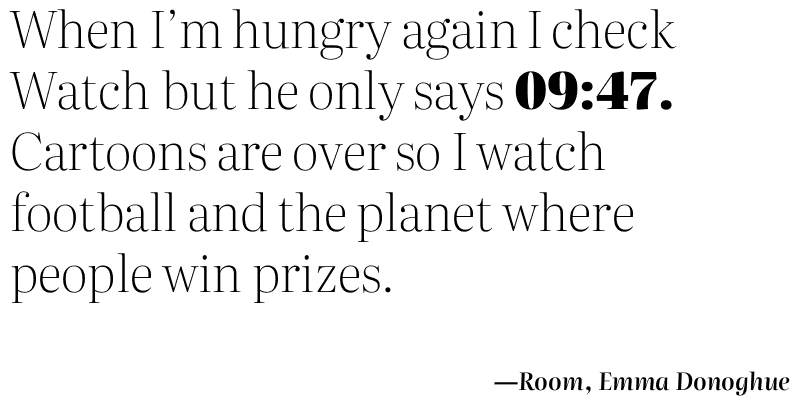 When I’m hungry again I check
Watch but he only says 09:47.
Cartoons are over so I watch
football and the planet where
people win prizes.
—Room, Emma Donoghue